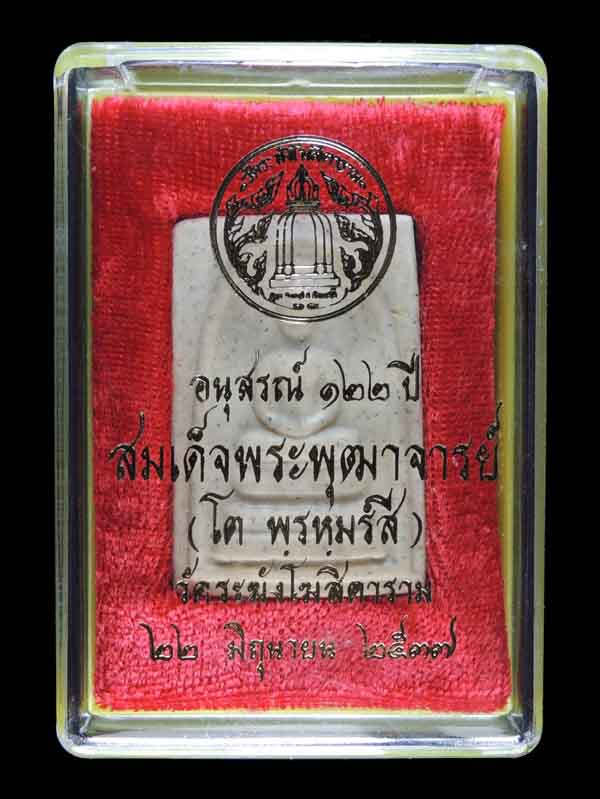 อนุสรณ์ ๑๒๒ ปี
สมเด็จพระพุฒาจารย์
(โต พฺรหฺมรํสี)
วัดระฆังโฆสิตาราม
๒๒ มิถุนายน ๒๕๓๗